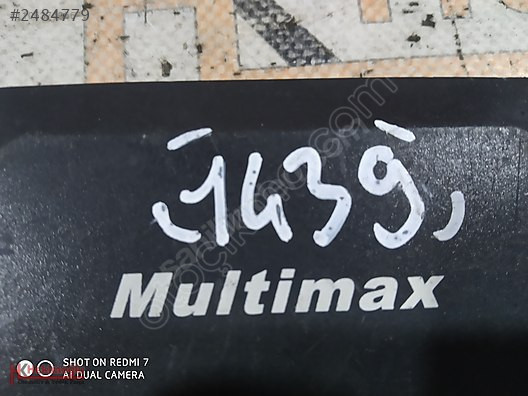 #2484779
1439
Multimax
SHOT ON REDMI 7
AI DUAL CAMERA